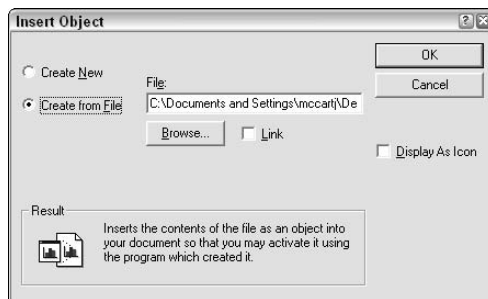 Insert Object
Create New
Create from File
File:
C:\Documents and Settings\mccartj\De
Browse...
Link
OK
Cancel
Display As Icon
Result
Inserts the contents of the file as an object into
your document so that you may activate it using
the program which created it.